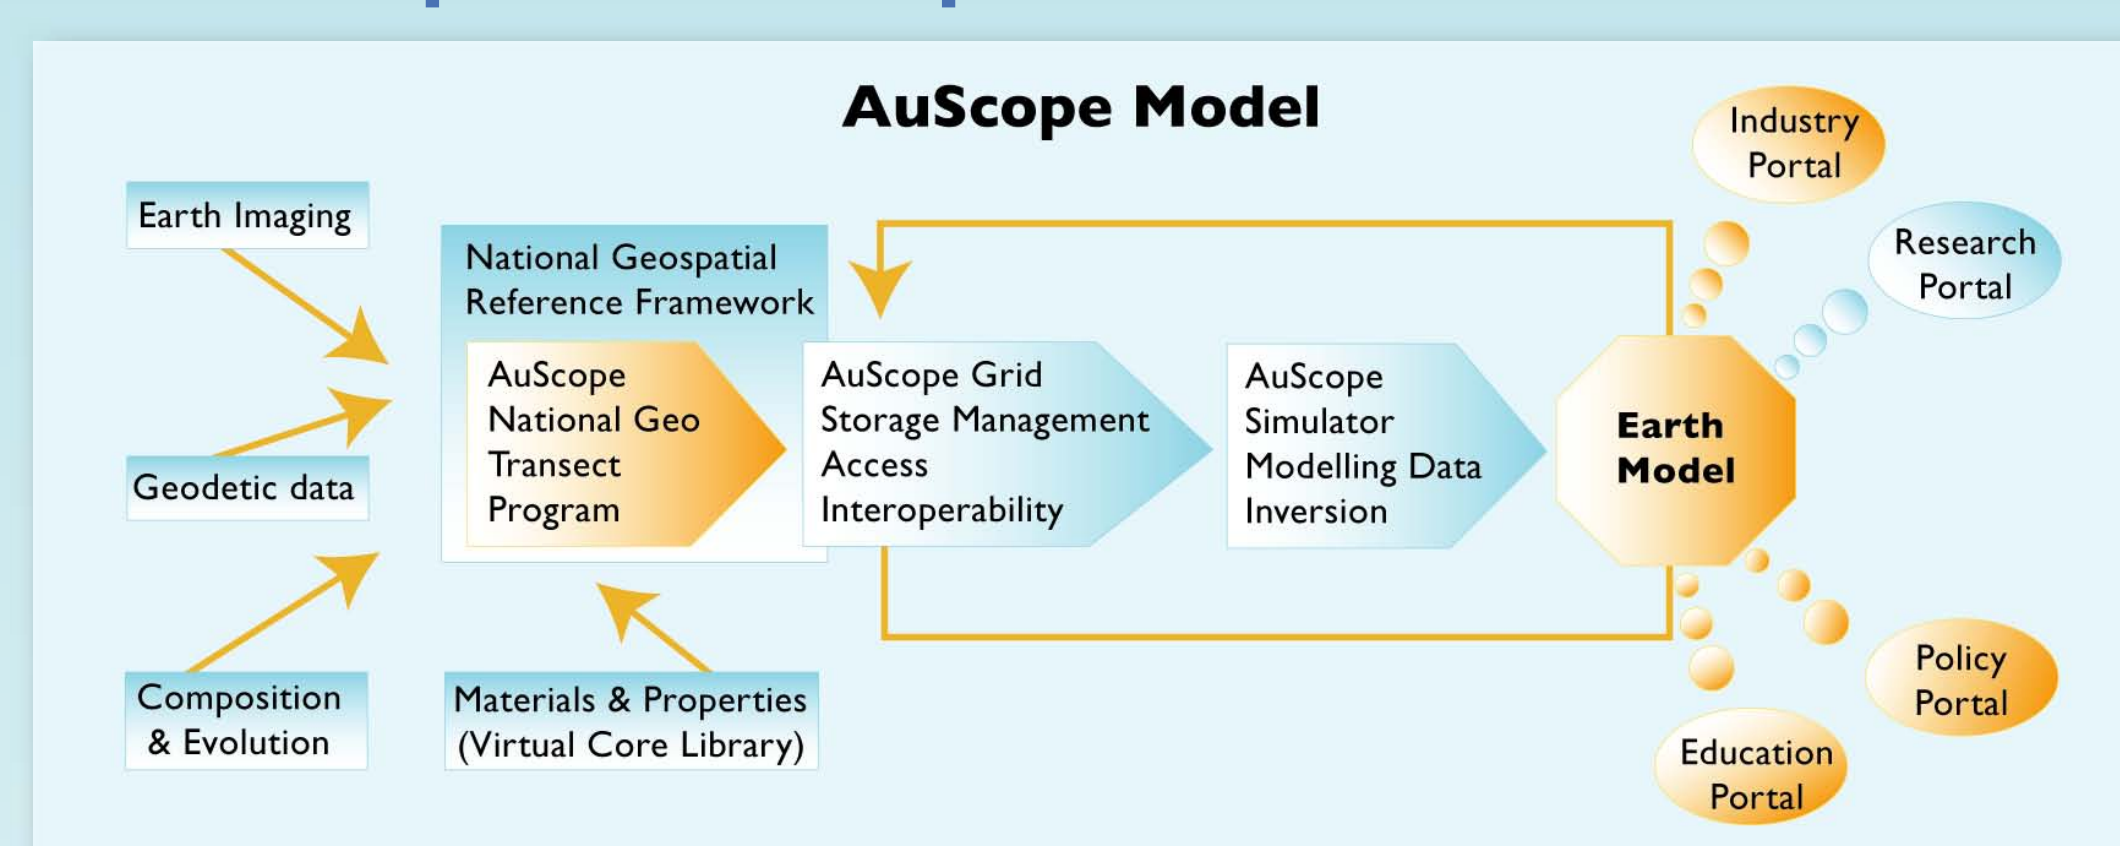 AuScope Model
Earth Imaging
Geodetic data
Composition
& Evolution
Materials & Properties
(Virtual Core Library)
National Geospatial
Reference Framework
AuScope
National Geo
Transect
Program
AuScope Grid
Storage Management
Access
Interoperability
AuScope
Simulator
Modelling Data
Inversion
Earth
Model
Industry
Portal
Research
Portal
Policy
Portal
Education
Portal